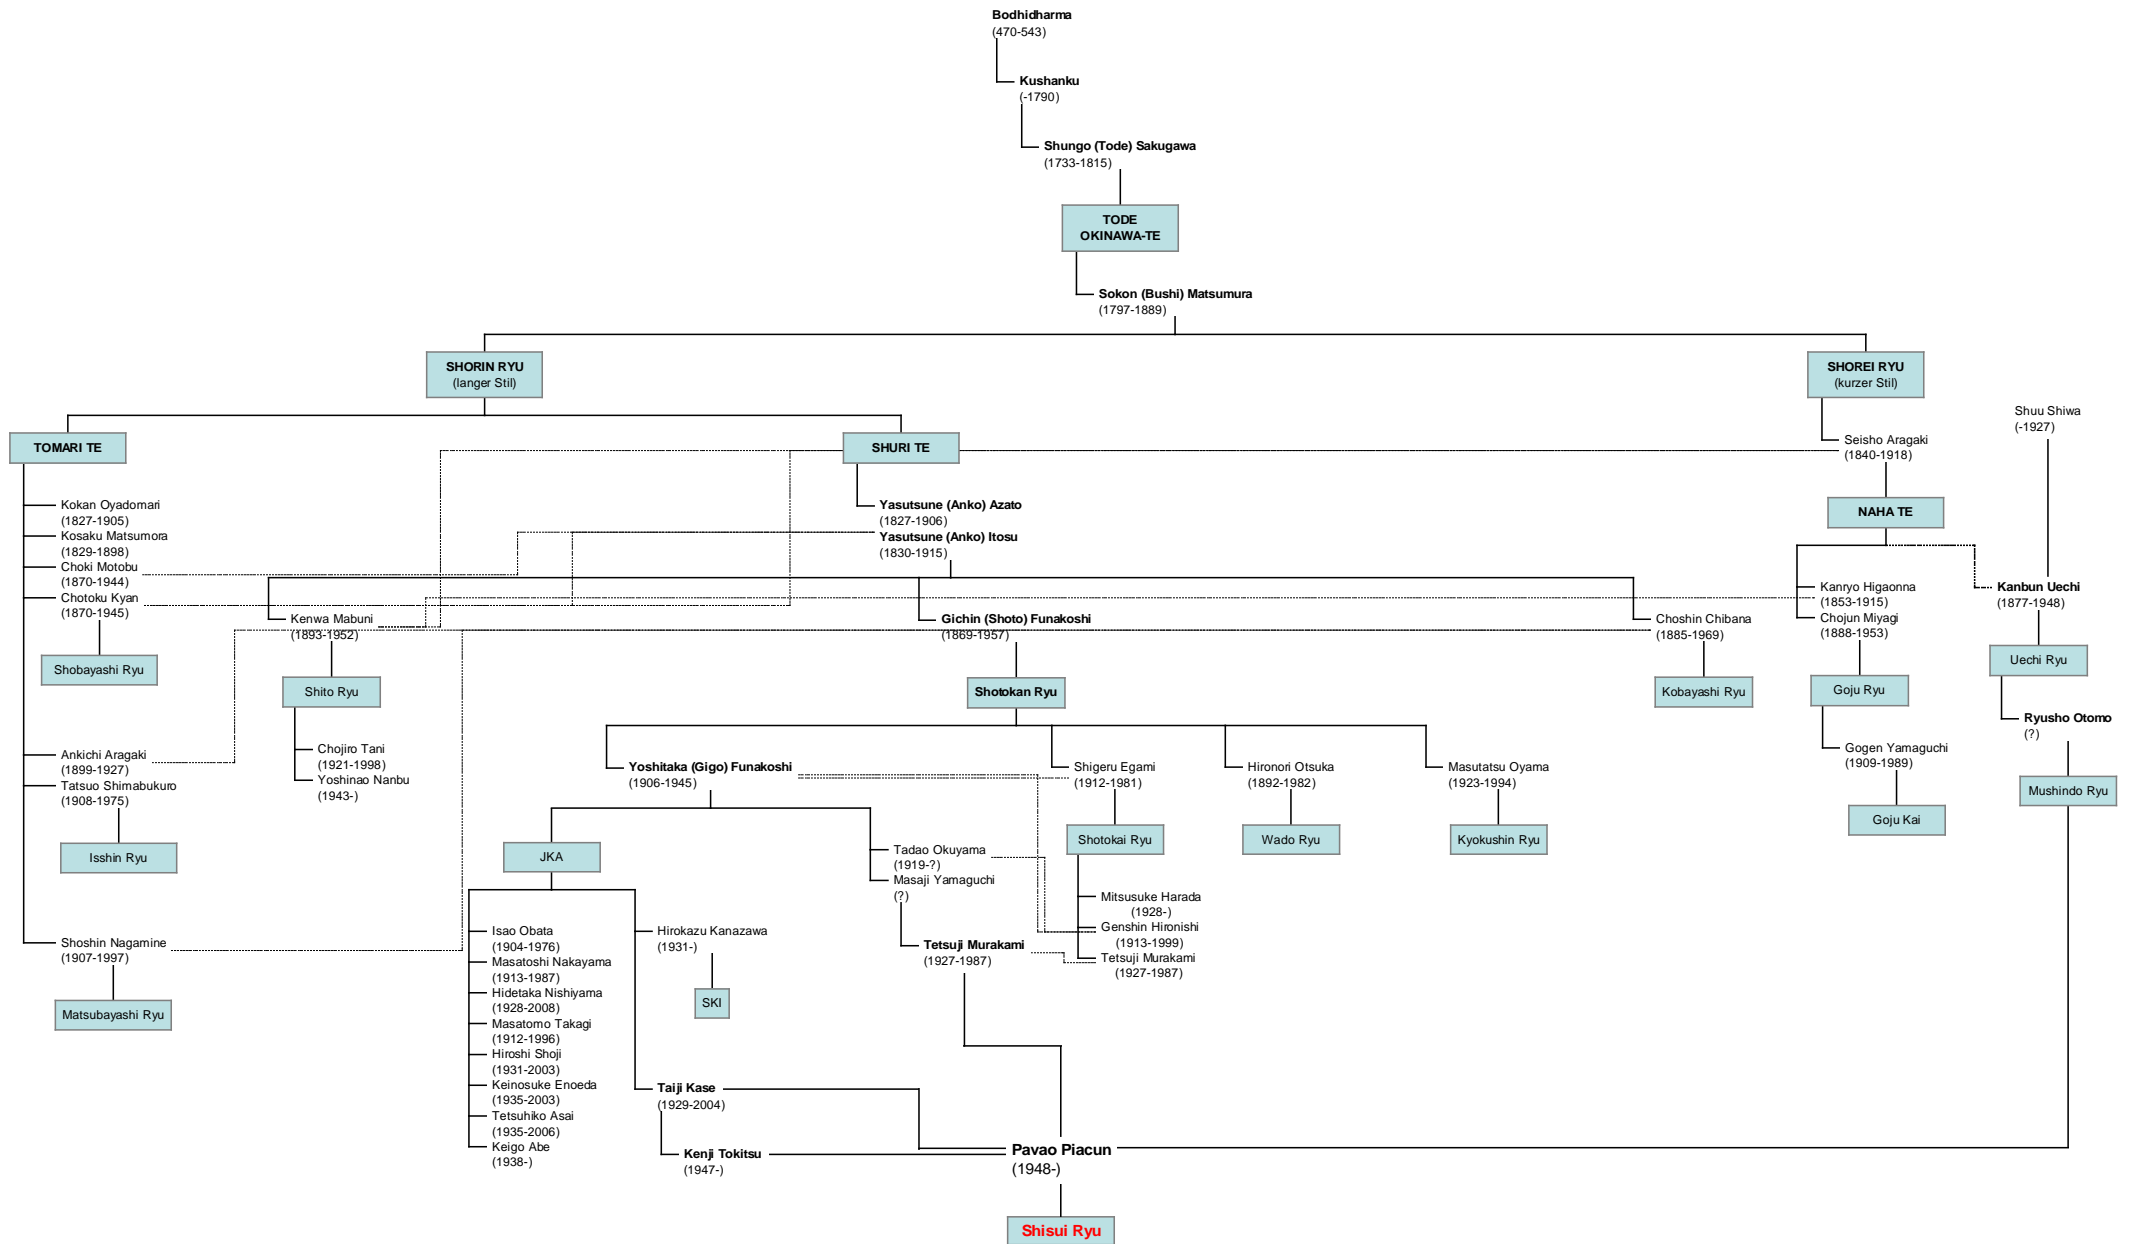 Bodhidharma
(470-543)
Kushanku
(-1790)
Shungo (Tode) Sakugawa
(1733-1815)
TODE
OKINAWA-TE
Sokon (Bushi) Matsumura
(1797-1889)
SHORIN RYU
(langer Stil)
SHOREI RYU
(kurzer Stil)
TOMARI TE
SHURI TE
Seisho Aragaki
(1840-1918)
Shuu Shiwa
(-1927)
Kokan Oyadomari
(1827-1905)
Kosaku Matsumora
(1829-1898)
Choki Motobu
(1870-1944)
Chotoku Kyan
(1870-1945)
Shobayashi Ryu
Ankichi Aragaki
(1899-1927)
Tatsuo Shimabukuro
(1908-1975)
Isshin Ryu
Shoshin Nagamine
(1907-1997)
Matsubayashi Ryu
Yasutsune (Anko) Azato
(1827-1906)
Yasutsune (Anko) Itosu
(1830-1915)
Kenwa Mabuni
(1893-1952)
Shito Ryu
Chojiro Tani
(1921-1998)
Yoshinao Nanbu
(1943-)
Gichin (Shoto) Funakoshi
(1869-1957)
Shotokan Ryu
Choshin Chibana
(1885-1969)
Kobayashi Ryu
NAHA TE
Kanryo Higaonna
(1853-1915)
Chojun Miyagi
(1888-1953)
Goju Ryu
Gogen Yamaguchi
(1909-1989)
Goju Kai
Kanbun Uechi
(1877-1948)
Uechi Ryu
Ryusho Otomo
(?)
Mushindo Ryu
Yoshitaka (Gigo) Funakoshi
(1906-1945)
Shigeru Egami
(1912-1981)
Hironori Otsuka
(1892-1982)
Masutatsu Oyama
(1923-1994)
Shotokai Ryu
Wado Ryu
Kyokushin Ryu
JKA
Tadao Okuyama
(1919-?)
Masaji Yamaguchi
(?)
Mitsusuke Harada
(1928-)
Genshin Hironishi
(1913-1999)
Tetsuji Murakami
(1927-1987)
Tetsuji Murakami
(1927-1987)
Isao Obata
(1904-1976)
Masatoshi Nakayama
(1913-1987)
Hidetaka Nishiyama
(1928-2008)
Masatomo Takagi
(1912-1996)
Hiroshi Shoji
(1931-2003)
Keinosuke Enoeda
(1935-2003)
Tetsuhiko Asai
(1935-2006)
Keigo Abe
(1938-)
Hirokazu Kanazawa
(1931-)
SKI
Taiji Kase
(1929-2004)
Kenji Tokitsu
(1947-)
Pavao Piacun
(1948-)
Shisui Ryu